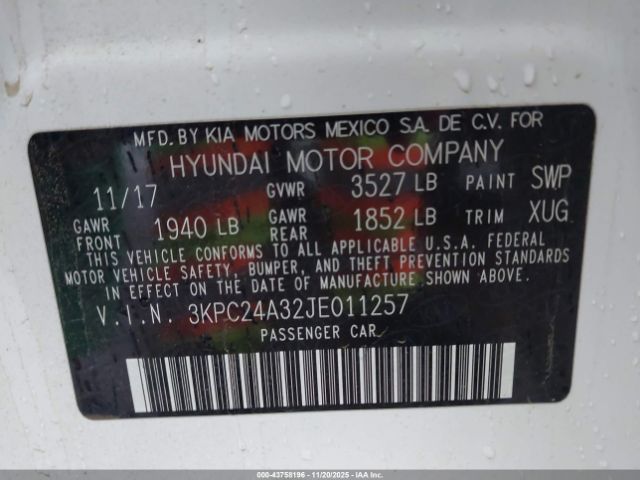 MFD. BY KIA MOTORS MEXICO S.A. DE C.V. FOR
HYUNDAI MOTOR COMPANY
11/17 GVWR 3527 LB PAINT SWP
GAWR FRONT 1940 LB GAWR REAR 1852 LB TRIM XUG
THIS VEHICLE CONFORMS TO ALL APPLICABLE U.S.A. FEDERAL
MOTOR VEHICLE SAFETY, BUMPER, AND THEFT PREVENTION STANDARDS
IN EFFECT ON THE DATE OF MANUFACTURE SHOWN ABOVE.
V.I.N. 3KPC24A32JE011257
PASSENGER CAR
000-43758196 - 11/20/2025 - IAAI.COM